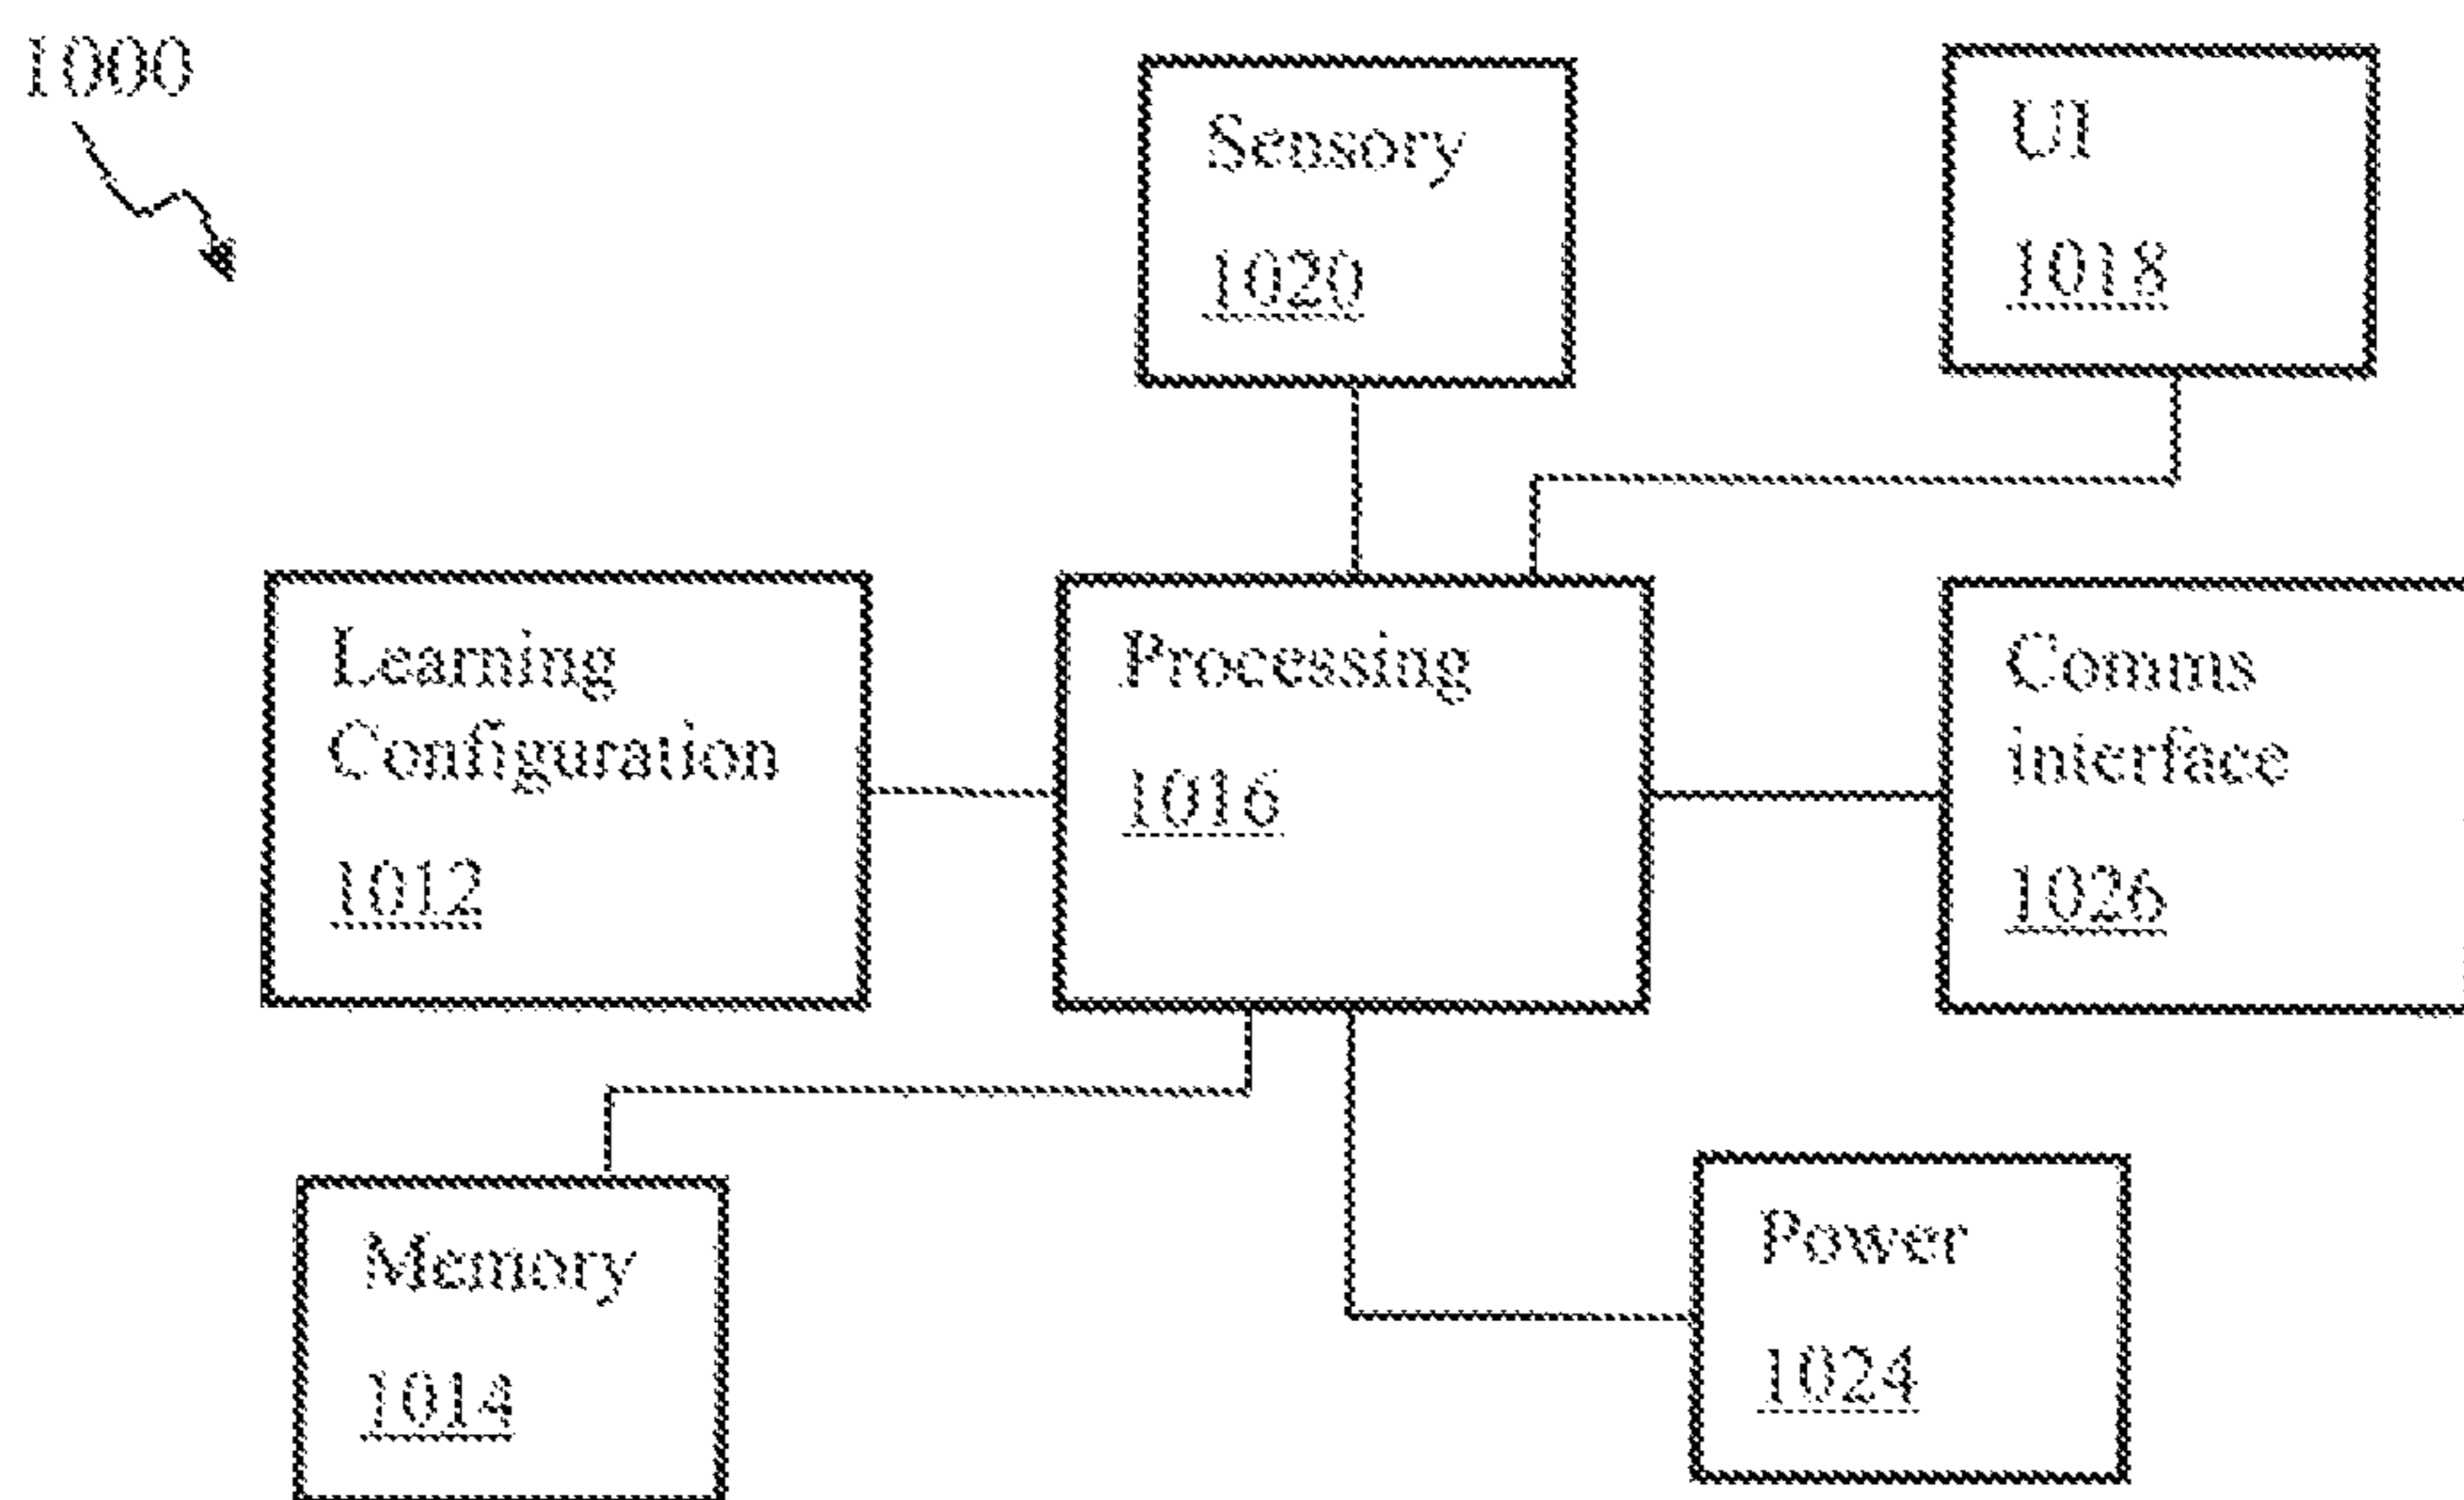 1000
Sensory
1020
UI
1018
Learning
Configuration
1012
Processing
1016
Comms
interface
1026
Memory
1014
Power
1024